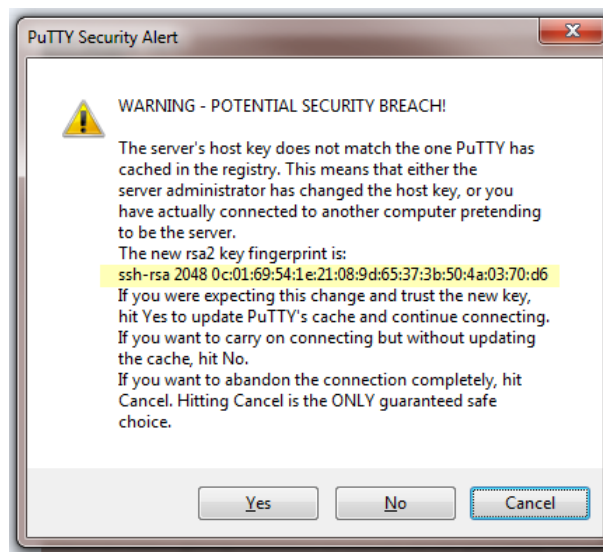 PuTTY Security Alert
WARNING - POTENTIAL SECURITY BREACH!
The server's host key does not match the one PuTTY has
cached in the registry. This means that either the
server administrator has changed the host key, or you
have actually connected to another computer pretending
to be the server.
The new rsa2 key fingerprint is:
ssh-rsa 2048 0c:01:69:54:1e:21:08:9d:65:37:3b:50:4a:03:70:d6
If you were expecting this change and trust the new key,
hit Yes to update PuTTY's cache and continue connecting.
If you want to carry on connecting but without updating
the cache, hit No.
If you want to abandon the connection completely, hit
Cancel. Hitting Cancel is the ONLY guaranteed safe
choice.
Yes No Cancel